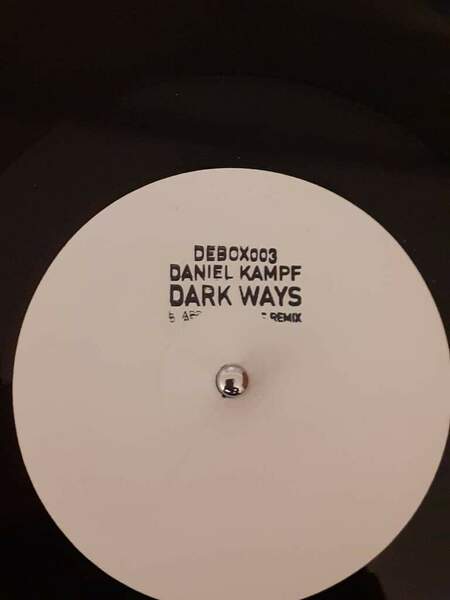 DEBOX003
DANIEL KAMPF
DARK WAYS
REMIX